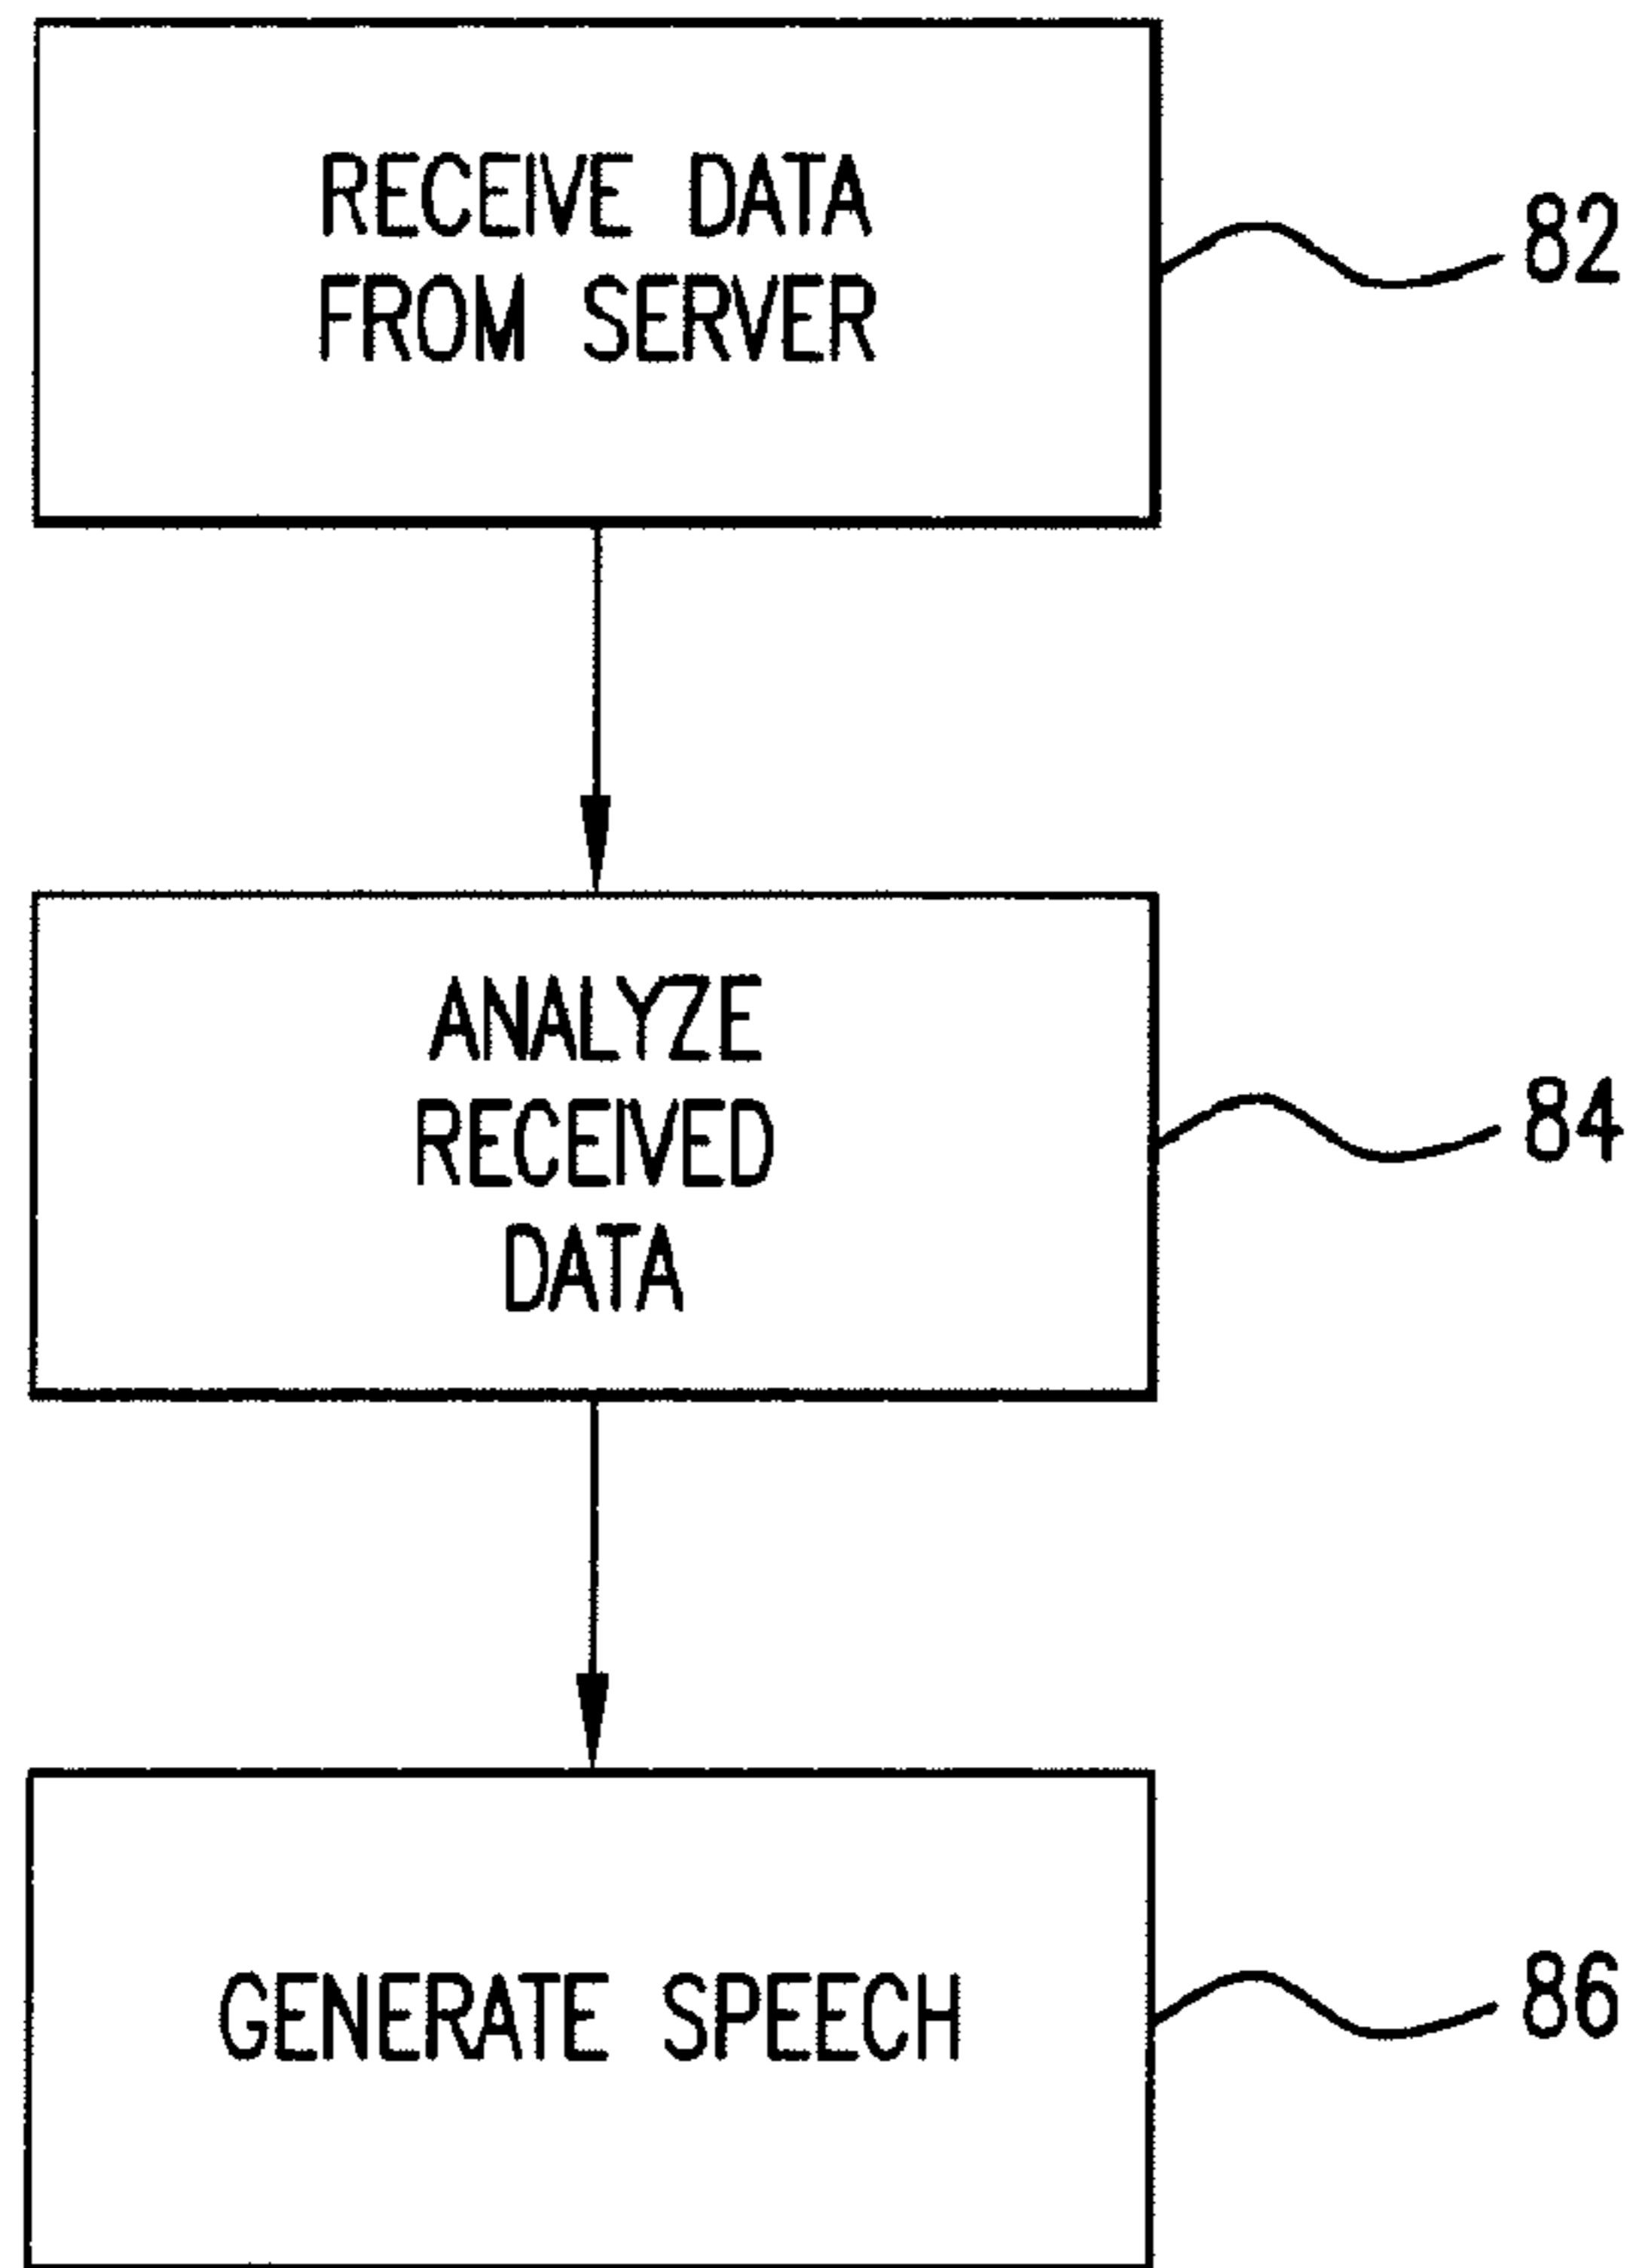 RECEIVE DATA
FROM SERVER
82
ANALYZE
RECEIVED
DATA
84
GENERATE SPEECH
86